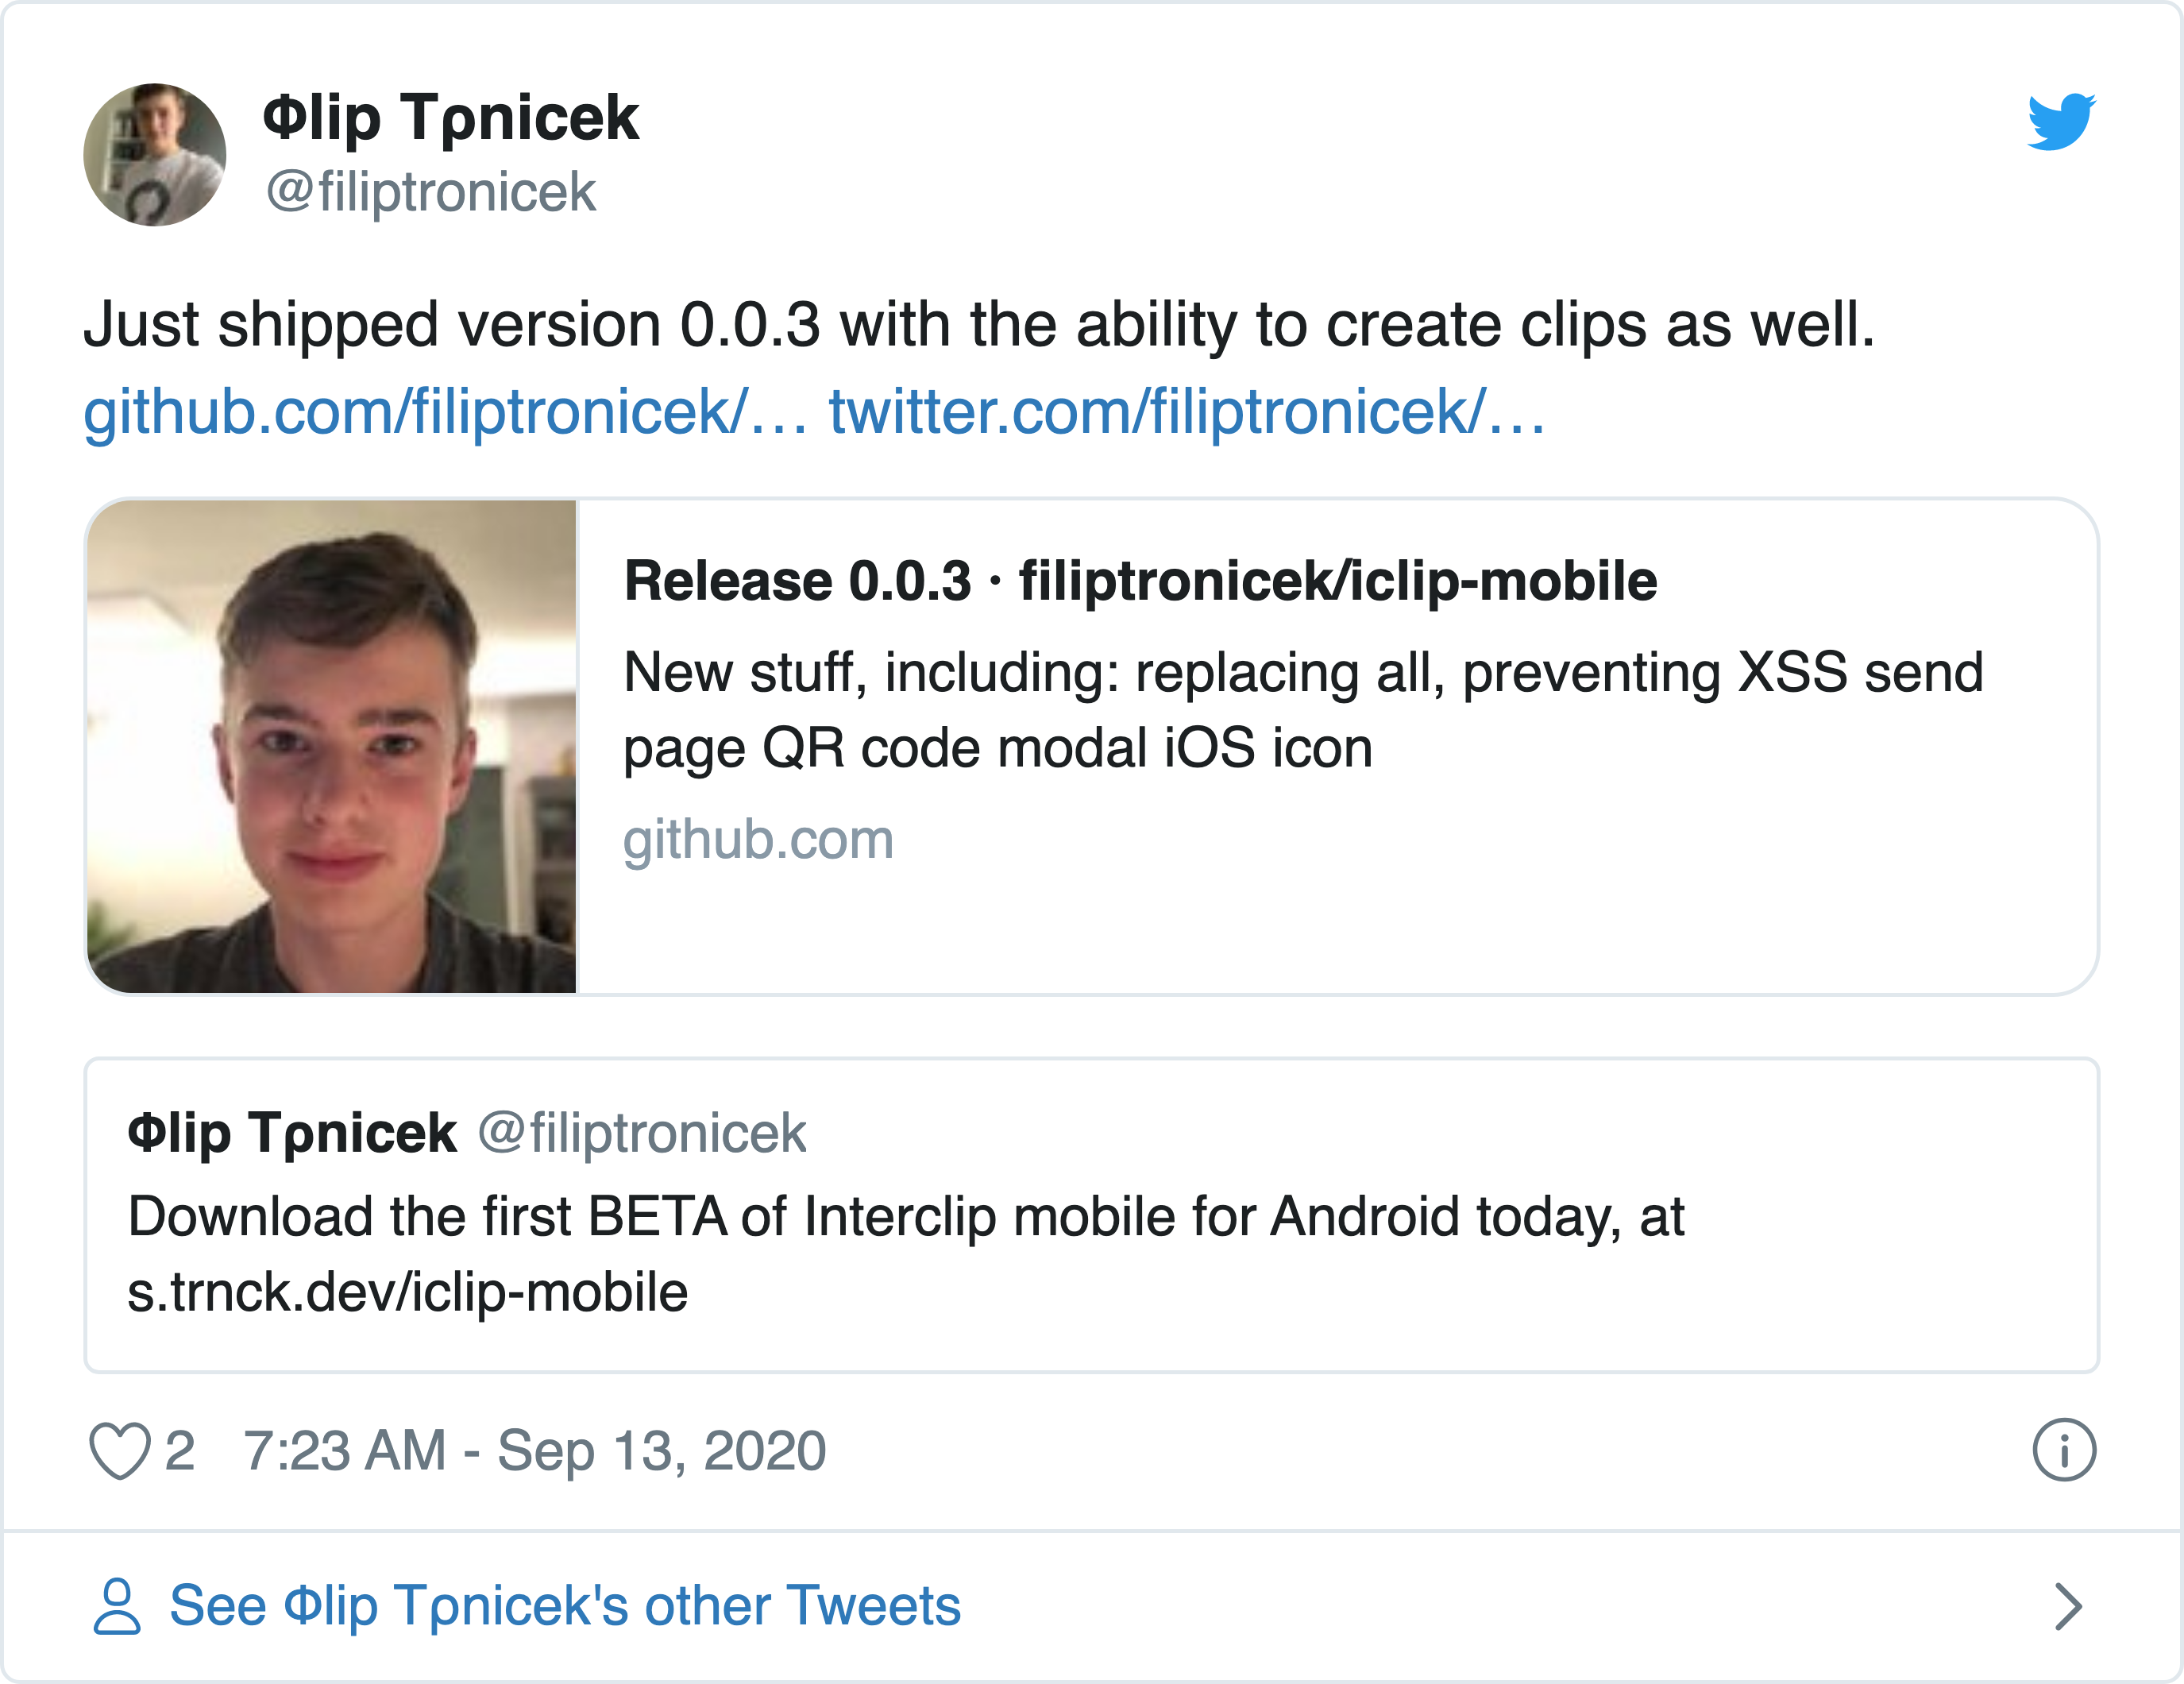 Φlip Tρnicek
@filiptronicek
Just shipped version 0.0.3 with the ability to create clips as well.
github.com/filiptronicek/… twitter.com/filiptronicek/…
Release 0.0.3 · filiptronicek/iclip-mobile
New stuff, including: replacing all, preventing XSS send
page QR code modal iOS icon
github.com
Φlip Tρnicek @filiptronicek
Download the first BETA of Interclip mobile for Android today, at
s.trnck.dev/iclip-mobile
2 7:23 AM - Sep 13, 2020
See Φlip Tρnicek's other Tweets